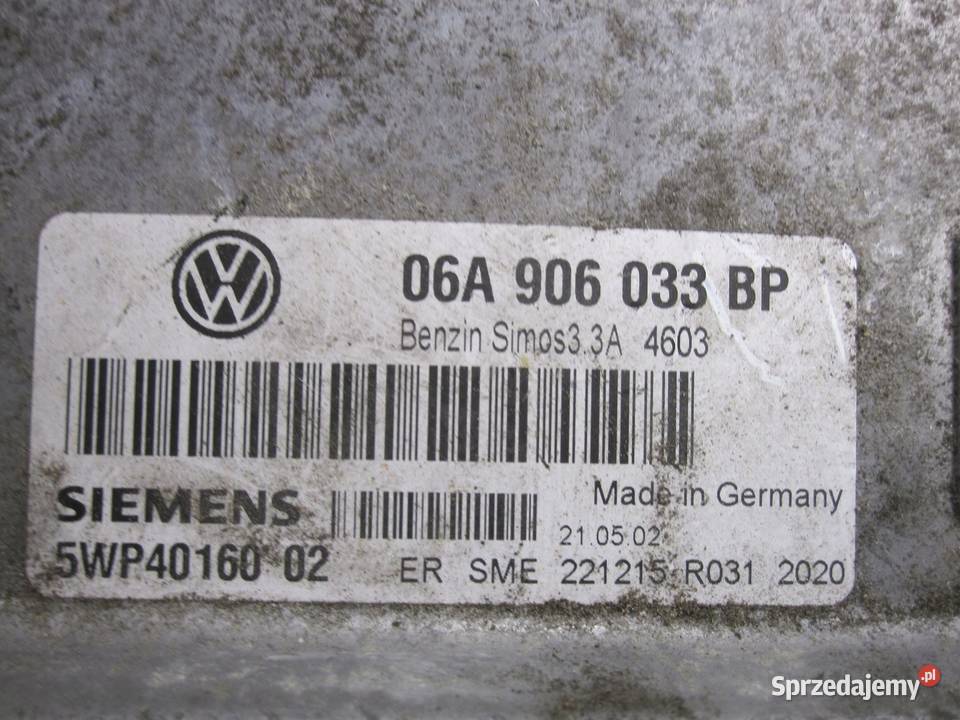 06A 906 033 BP
Benzin Simos3.3A 4603
SIEMENS
Made in Germany
21.05.02
5WP40160 02
ER SME 221215 R031 2020
Sprzedajemy.pl